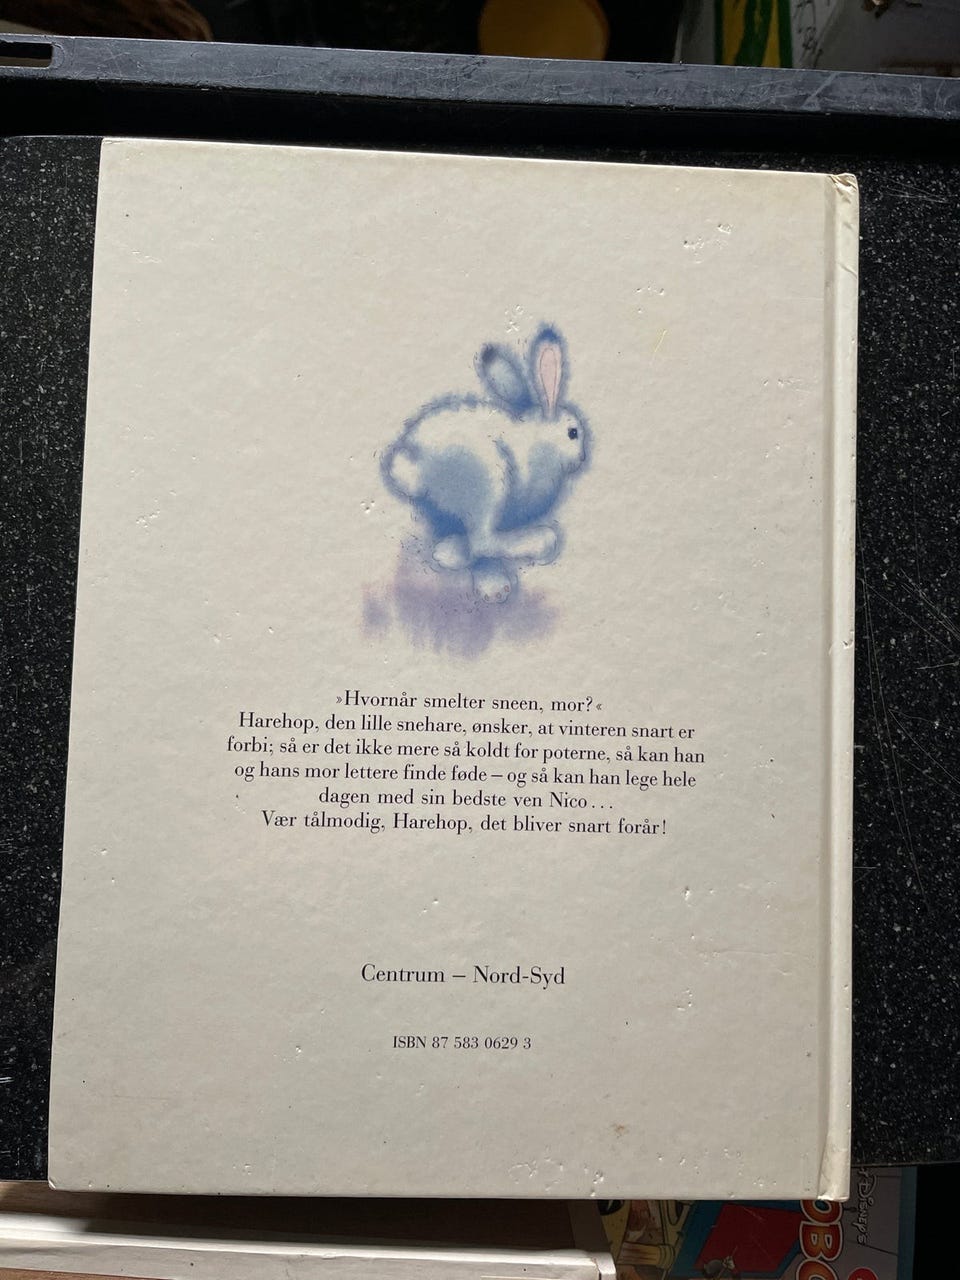 »Hvornår smelter sneen, mor?«
Harehop, den lille snehare, ønsker, at vinteren snart er
forbi; så er det ikke mere så koldt for poterne, så kan han
og hans mor lettere finde føde – og så kan han lege hele
dagen med sin bedste ven Nico...
Vær tålmodig, Harehop, det bliver snart forår!
Centrum – Nord-Syd
ISBN 87 583 0629 3
DISNEYS